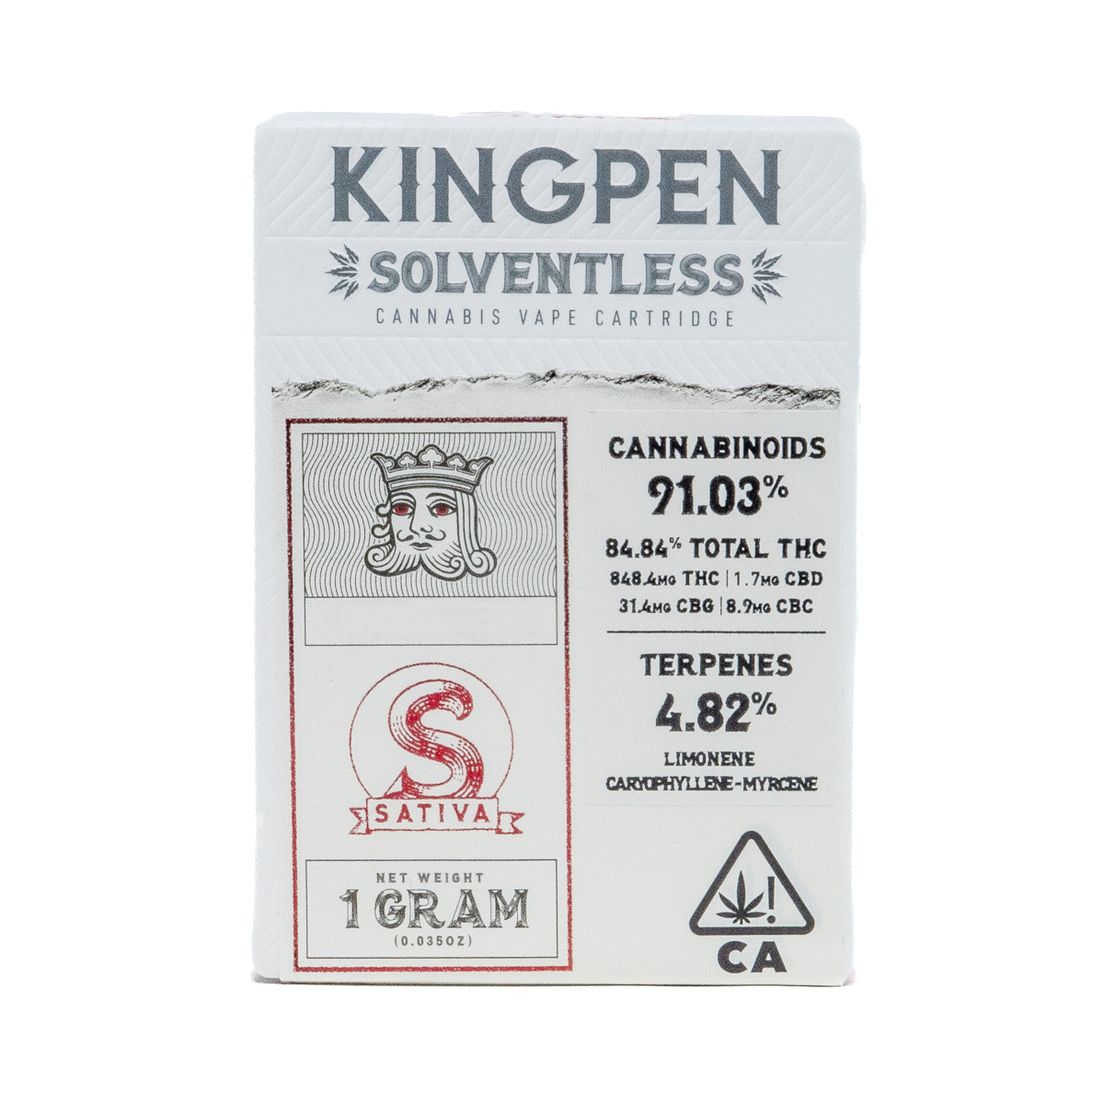 KINGPEN
SOLVENTLESS
CANNABIS VAPE CARTRIDGE
CANNABINOIDS
91.03%
84.84% TOTAL THC
848.4MG THC | 1.7MG CBD
31.4MG CBG | 8.9MG CBC
TERPENES
4.82%
LIMONENE
CARYOPHYLLENE-MYRCENE
S
SATIVA
NET WEIGHT
1 GRAM
(0.035OZ)
!
CA